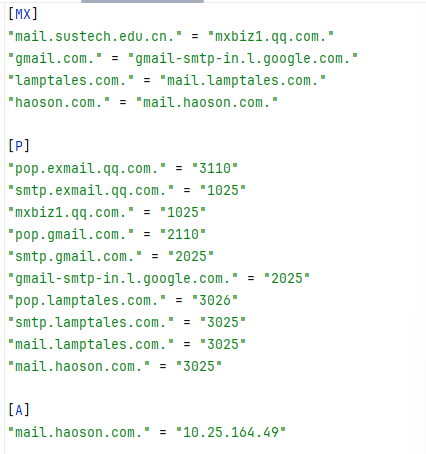 [MX]
"mail.sustech.edu.cn." = "mxbiz1.qq.com."
"gmail.com." = "gmail-smtp-in.l.google.com."
"lamptales.com." = "mail.lamptales.com."
"haoson.com." = "mail.haoson.com."
[P]
"pop.exmail.qq.com." = "3110"
"smtp.exmail.qq.com." = "1025"
"mxbiz1.qq.com." = "1025"
"pop.gmail.com." = "2110"
"smtp.gmail.com." = "2025"
"gmail-smtp-in.l.google.com." = "2025"
"pop.lamptales.com." = "3026"
"smtp.lamptales.com." = "3025"
"mail.lamptales.com." = "3025"
"mail.haoson.com." = "3025"
[A]
"mail.haoson.com." = "10.25.164.49"